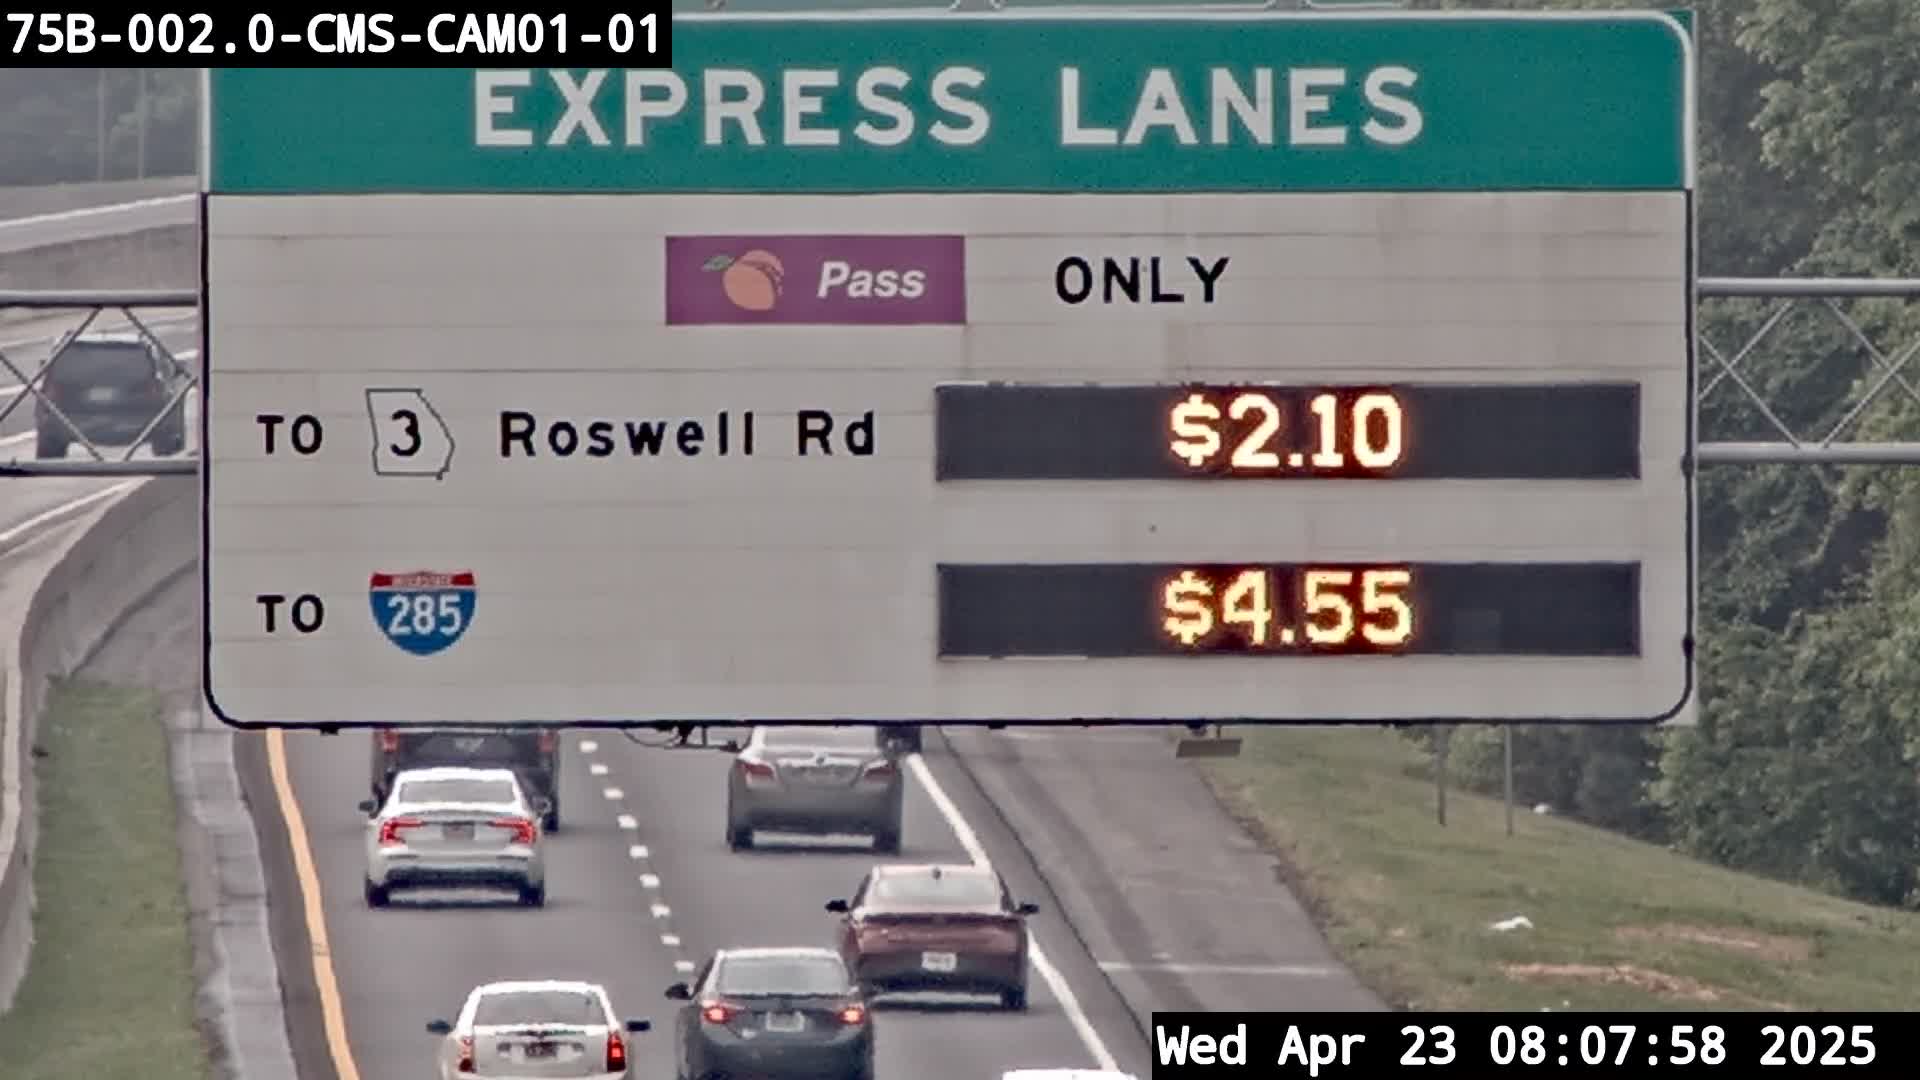 75B-002.0-CMS-CAM01-01
EXPRESS LANES
Pass ONLY
TO 3 Roswell Rd $2.10
INTERSTATE
TO 285 $4.55
Wed Apr 23 08:07:58 2025